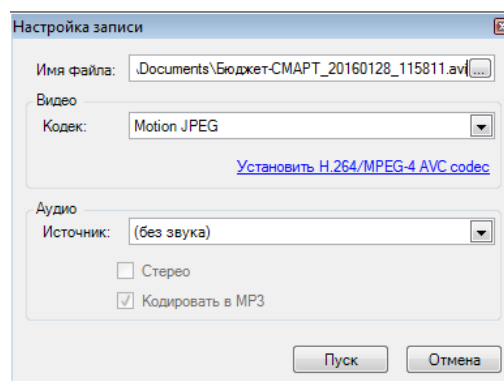 Настройка записи
Имя файла: .Documents\Бюджет-СМАРТ_20160128_115811.avi ...
Видео
Кодек: Motion JPEG
Установить H.264/MPEG-4 AVC codec
Аудио
Источник: (без звука)
Стерео
Кодировать в MP3
Пуск Отмена